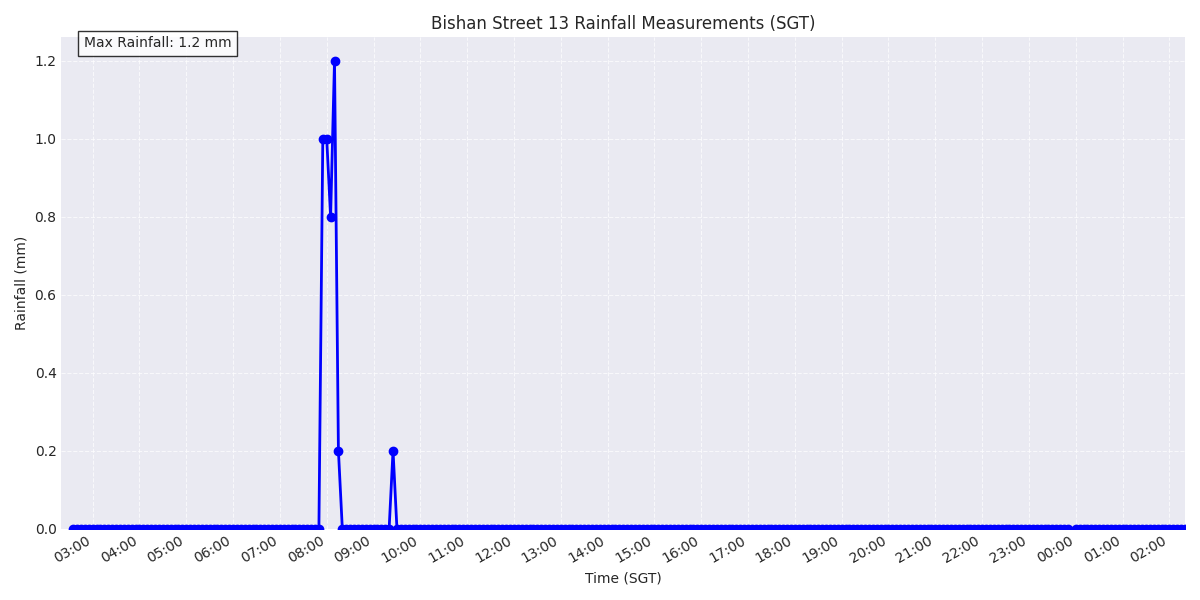 Bishan Street 13 Rainfall Measurements (SGT)
Max Rainfall: 1.2 mm
1.2
1.0
0.8
0.6
0.4
0.2
0.0
Rainfall (mm)
03:00 04:00 05:00 06:00 07:00 08:00 09:00 10:00 11:00 12:00 13:00 14:00 15:00 16:00 17:00 18:00 19:00 20:00 21:00 22:00 23:00 00:00 01:00 02:00
Time (SGT)